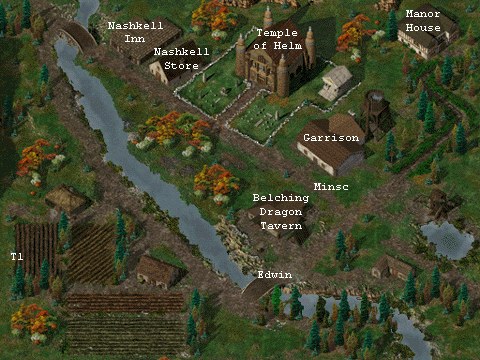 Nashkell
Inn
Nashkell
Store
Temple
of Helm
Manor
House
Garrison
Minsc
Belching
Dragon
Tavern
T1
Edwin